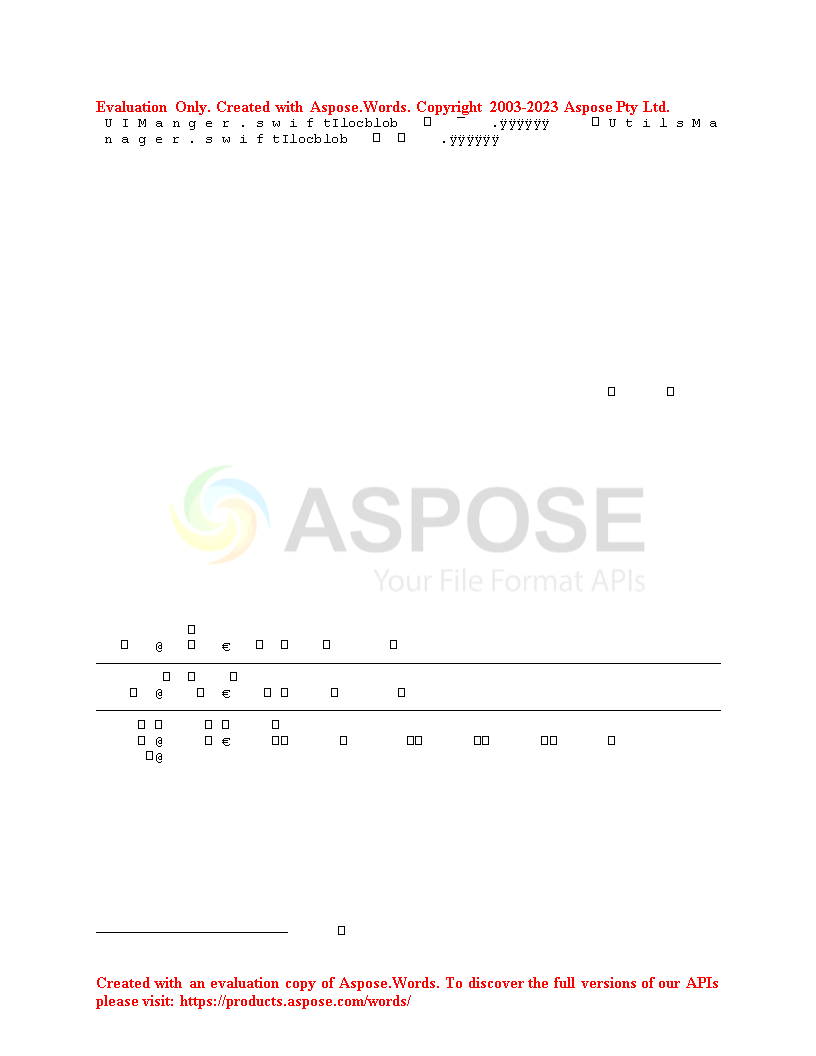 Evaluation Only. Created with Aspose.Words. Copyright 2003-2023 Aspose Pty Ltd.
U I M a n g e r . s w i f tIlocblob □ ¯ .ÿÿÿÿÿÿ □ U t i l s M a
n a g e r . s w i f tIlocblob □ □ .ÿÿÿÿÿÿ
□ □
ASPOSE
Your File Format APIs
□
□ @ □ € □ □ □ □
□ □ □
□ @ □ € □ □ □ □
□ □ □ □ □
□ @ □ € □□ □ □□ □□ □□ □
□@
□
Created with an evaluation copy of Aspose.Words. To discover the full versions of our APIs
please visit: https://products.aspose.com/words/